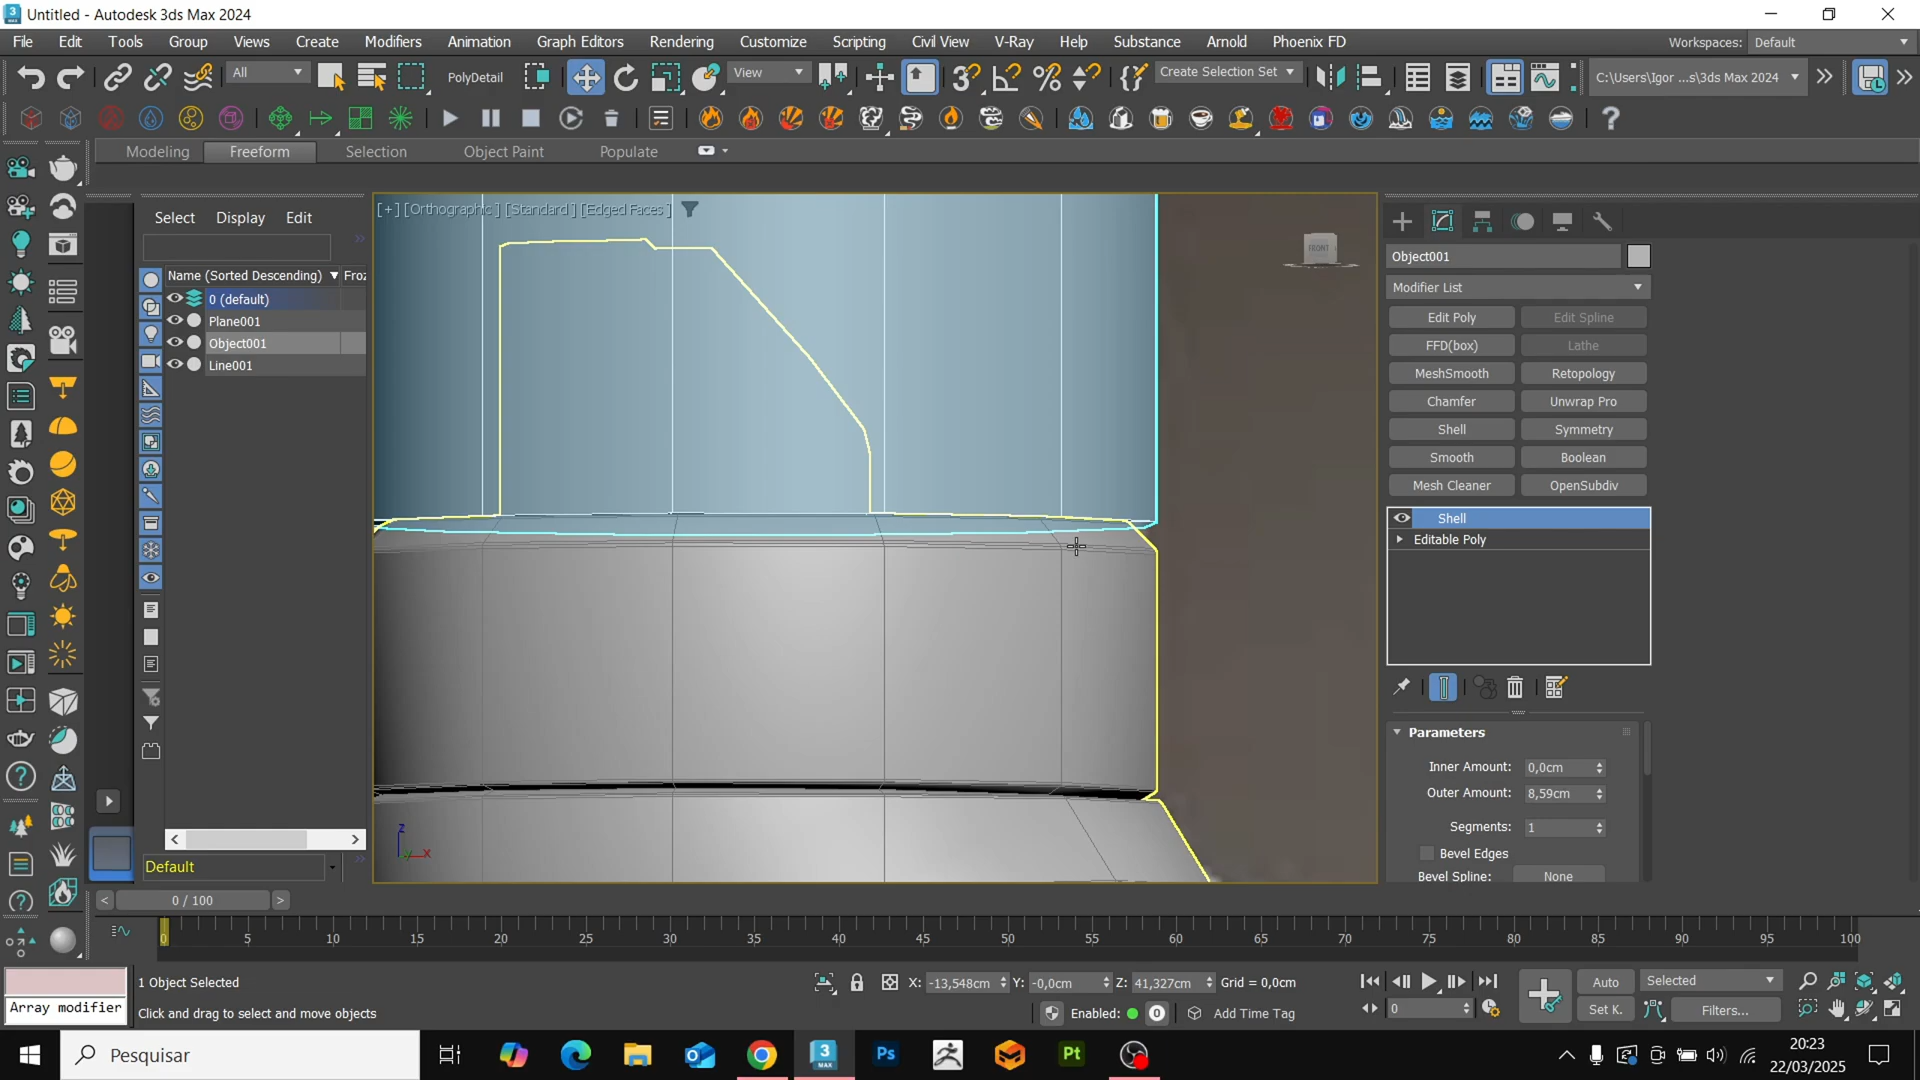 Untitled - Autodesk 3ds Max 2024
File Edit Tools Group Views Create Modifiers Animation Graph Editors Rendering Customize Scripting Civil View V-Ray Help Substance Arnold Phoenix FD Workspaces: Default
All PolyDetail View Create Selection Set C:\Users\Igor ...s\3ds Max 2024
Modeling Freeform Selection Object Paint Populate
Select Display Edit
Name (Sorted Descending) Froz
0 (default)
Plane001
Object001
Line001
Default
[+] [Orthographic ] [Standard ] [Edged Faces ]
FRONT
z
x
Object001
Modifier List
Edit Poly Edit Spline
FFD(box) Lathe
MeshSmooth Retopology
Chamfer Unwrap Pro
Shell Symmetry
Smooth Boolean
Mesh Cleaner OpenSubdiv
Shell
Editable Poly
Parameters
Inner Amount: 0,0cm
Outer Amount: 8,59cm
Segments: 1
Bevel Edges
Bevel Spline: None
< 0 / 100 >
0 5 10 15 20 25 30 35 40 45 50 55 60 65 70 75 80 85 90 95 100
Array modifier
1 Object Selected
Click and drag to select and move objects
X: -13,548cm Y: -0,0cm Z: 41,327cm Grid = 0,0cm
Enabled: 0 Add Time Tag
0
Auto Selected
Set K. Filters...
Pesquisar
Ps
3
MAX
Pt
20:23
22/03/2025